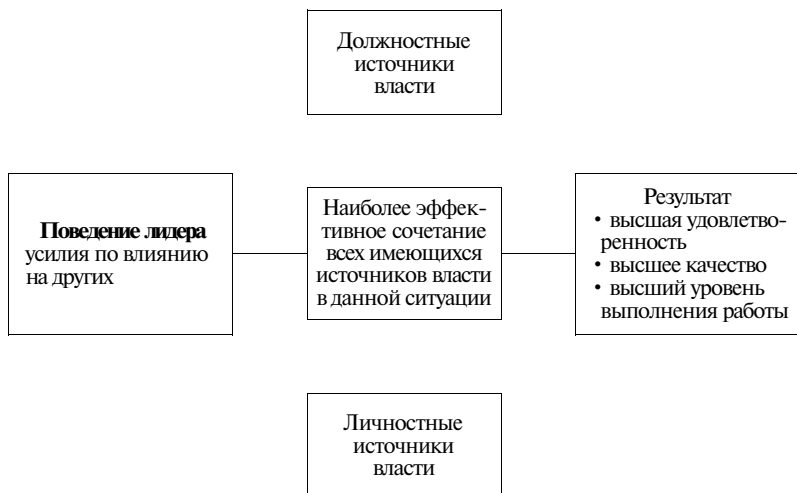 Должностные
источники
власти
Поведение лидера
усилия по влиянию
на других
Наиболее эффек-
тивное сочетание
всех имеющихся
источников власти
в данной ситуации
Результат
• высшая удовлетво-
ренность
• высшее качество
• высший уровень
выполнения работы
Личностные
источники
власти